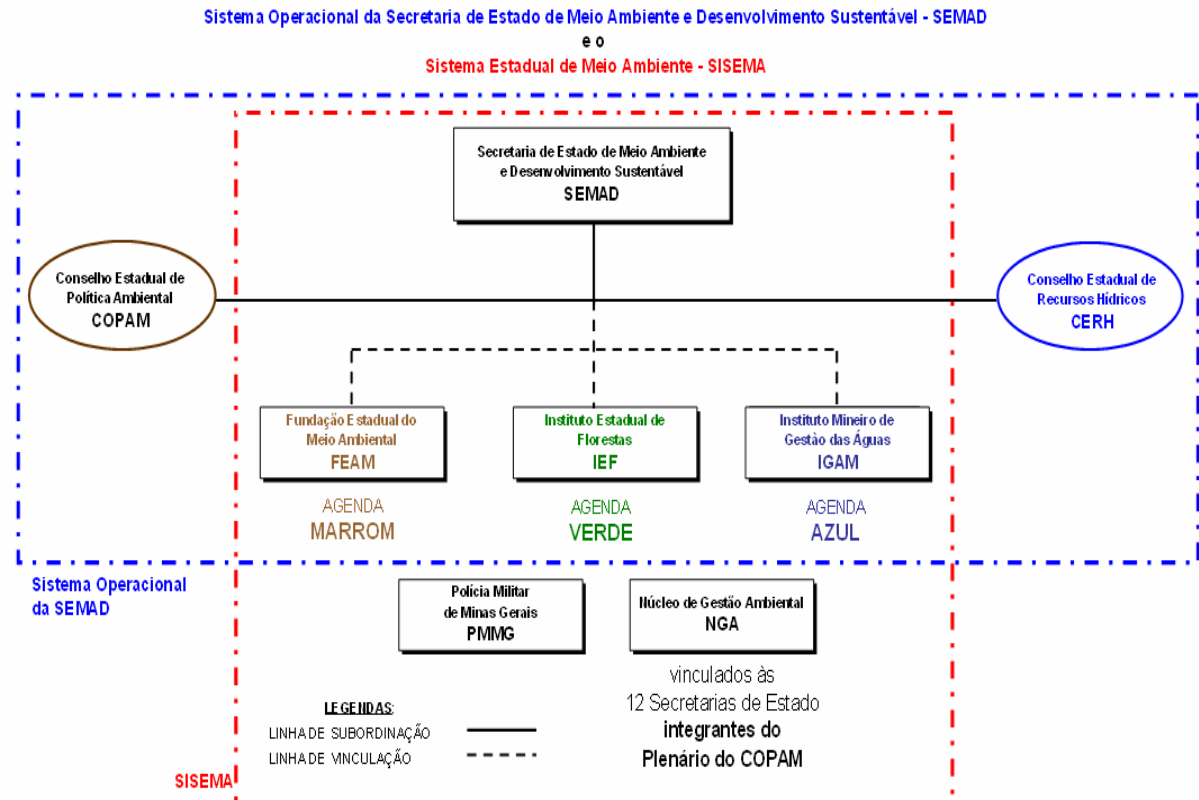 Sistema Operacional da Secretaria de Estado de Meio Ambiente e Desenvolvimento Sustentável - SEMAD
e o
Sistema Estadual de Meio Ambiente - SISEMA
Secretaria de Estado de Meio Ambiente
e Desenvolvimento Sustentável
SEMAD
Conselho Estadual de
Política Ambiental
COPAM
Conselho Estadual de
Recursos Hídricos
CERH
Fundação Estadual do
Meio Ambiental
FEAM
Instituto Estadual de
Florestas
IEF
Instituto Mineiro de
Gestão das Águas
IGAM
AGENDA
MARROM
AGENDA
VERDE
AGENDA
AZUL
Sistema Operacional
da SEMAD
Polícia Militar
de Minas Gerais
PMMG
Núcleo de Gestão Ambiental
NGA
vinculados às
12 Secretarias de Estado
integrantes do
Plenário do COPAM
LEGENDAS:
LINHA DE SUBORDINAÇÃO
LINHA DE VINCULAÇÃO
SISEMA